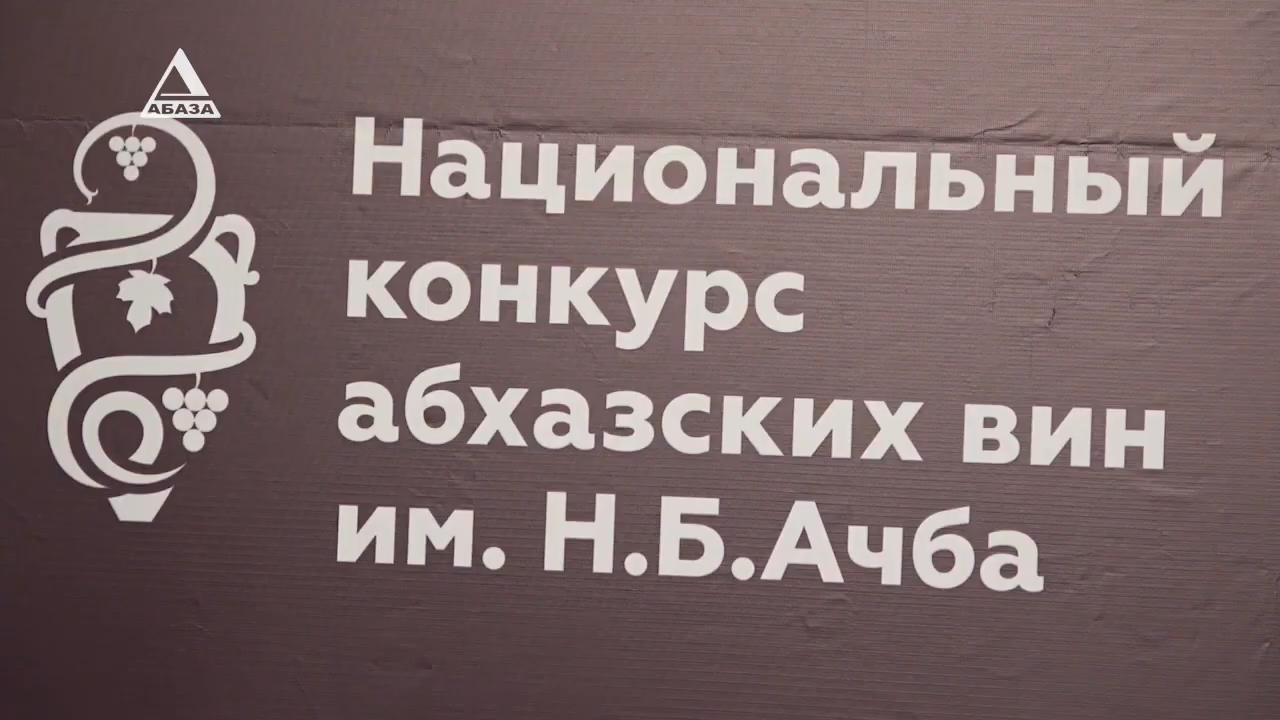 АБАЗА
Национальный
конкурс
абхазских вин
им. Н.Б.Ачба